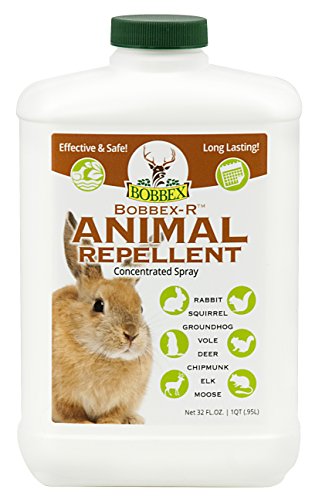 Effective & Safe!
Long Lasting!
BOBBEX
BOBBEX-R™
ANIMAL
REPELLENT
Concentrated Spray
RABBIT
SQUIRREL
GROUNDHOG
VOLE
DEER
CHIPMUNK
ELK
MOOSE
Net 32 FL.OZ. | 1QT (.95L)